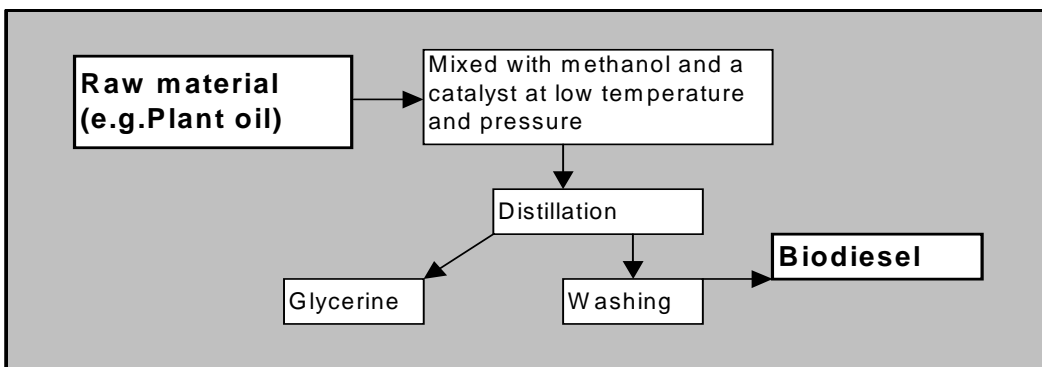 Raw material
(e.g.Plant oil)
Mixed with methanol and a
catalyst at low temperature
and pressure
Distillation
Biodiesel
Glycerine
Washing